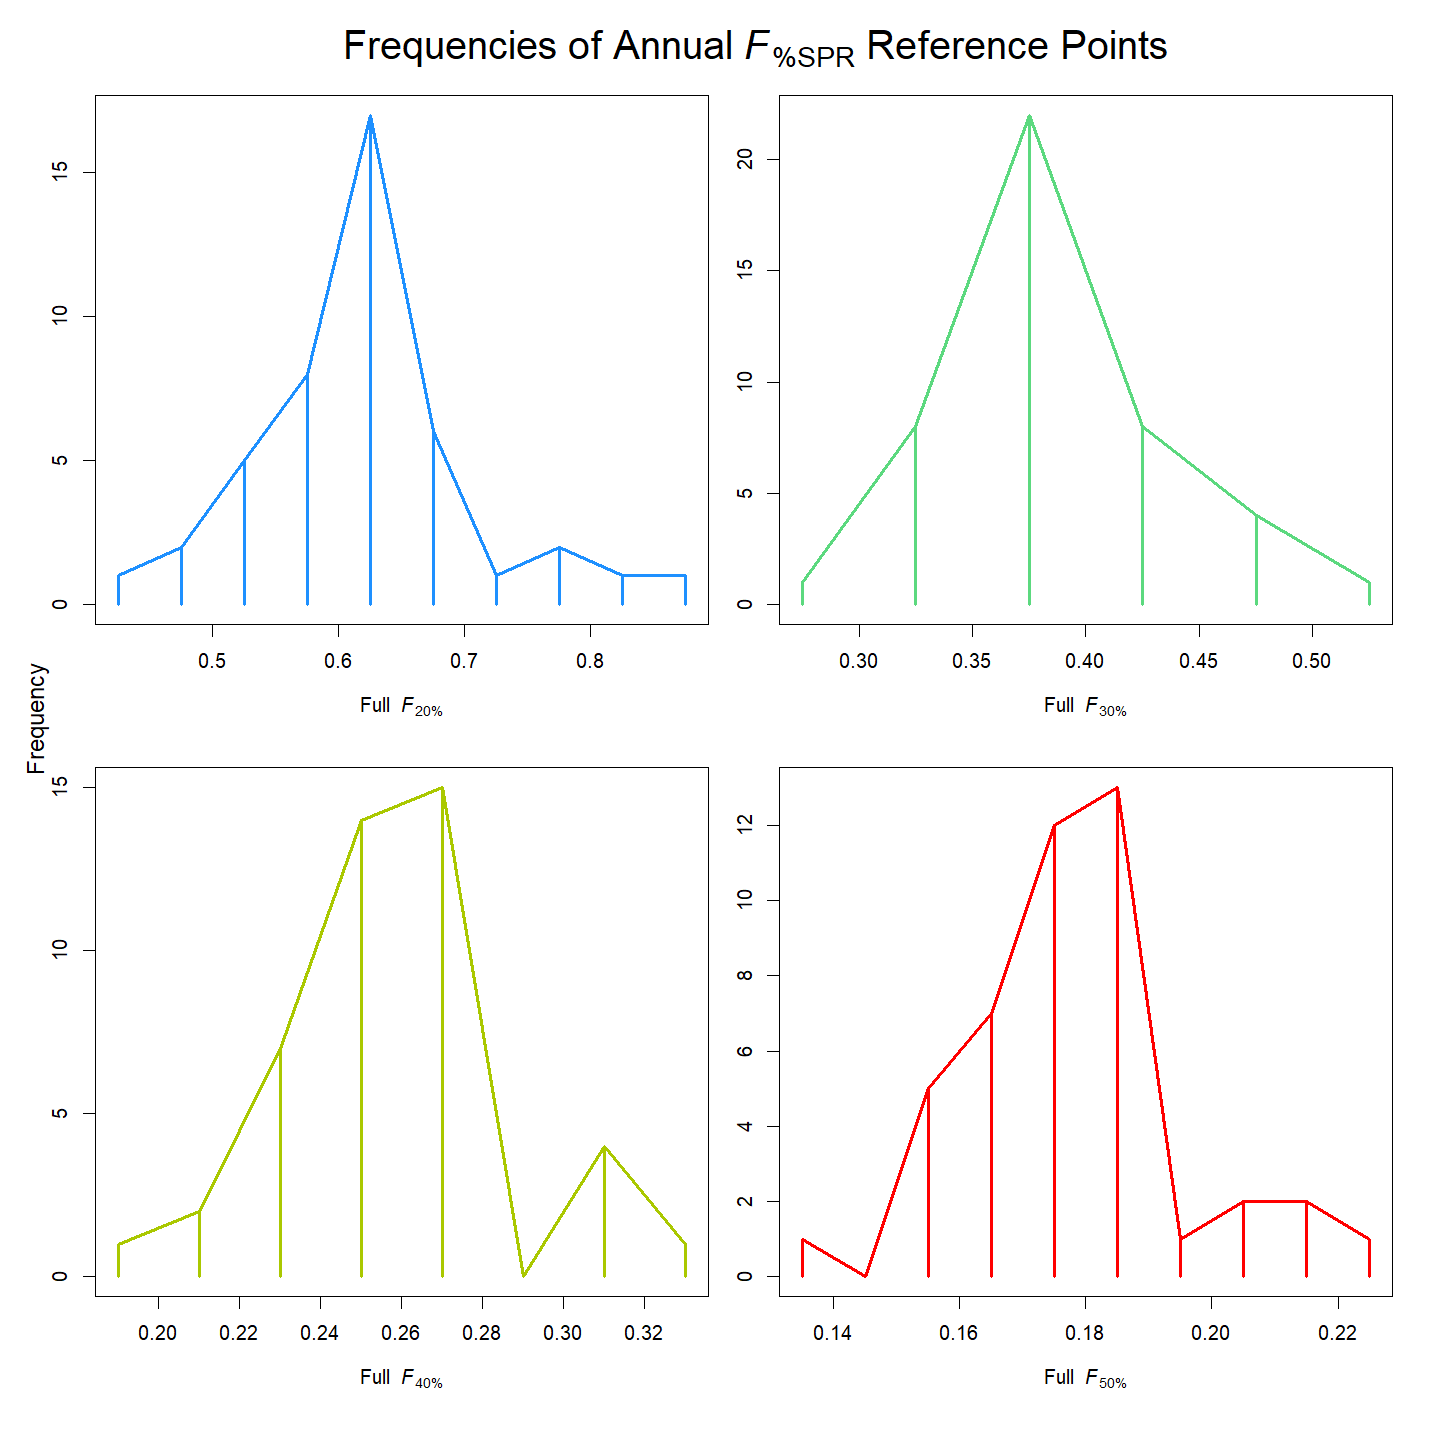 Frequencies of Annual F%SPR Reference Points
Frequency
0 5 10 15
0.5 0.6 0.7 0.8
Full F20%
0 5 10 15 20
0.30 0.35 0.40 0.45 0.50
Full F30%
0 5 10 15
0.20 0.22 0.24 0.26 0.28 0.30 0.32
Full F40%
0 2 4 6 8 10 12
0.14 0.16 0.18 0.20 0.22
Full F50%